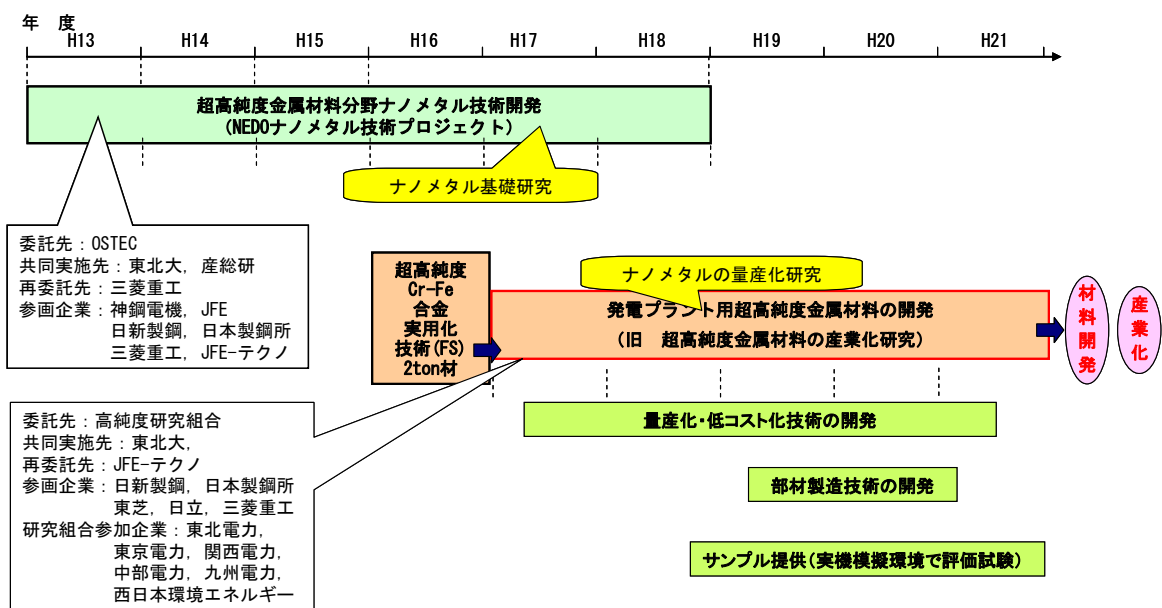 年 度
H13 H14 H15 H16 H17 H18 H19 H20 H21
超高純度金属材料分野ナノメタル技術開発
(NEDOナノメタル技術プロジェクト)
ナノメタル基礎研究
委託先：OSTEC
共同実施先：東北大，産総研
再委託先：三菱重工
参画企業：神鋼電機，JFE
日新製鋼，日本製鋼所
三菱重工，JFE-テクノ
超高純度
Cr-Fe
合金
実用化
技術(FS)
2ton材
ナノメタルの量産化研究
発電プラント用超高純度金属材料の開発
(旧 超高純度金属材料の産業化研究)
材料開発
産業化
委託先：高純度研究組合
共同実施先：東北大，
再委託先：JFE-テクノ
参画企業：日新製鋼，日本製鋼所
東芝，日立，三菱重工
研究組合参加企業：東北電力，
東京電力，関西電力，
中部電力，九州電力，
西日本環境エネルギー
量産化・低コスト化技術の開発
部材製造技術の開発
サンプル提供(実機模擬環境で評価試験)